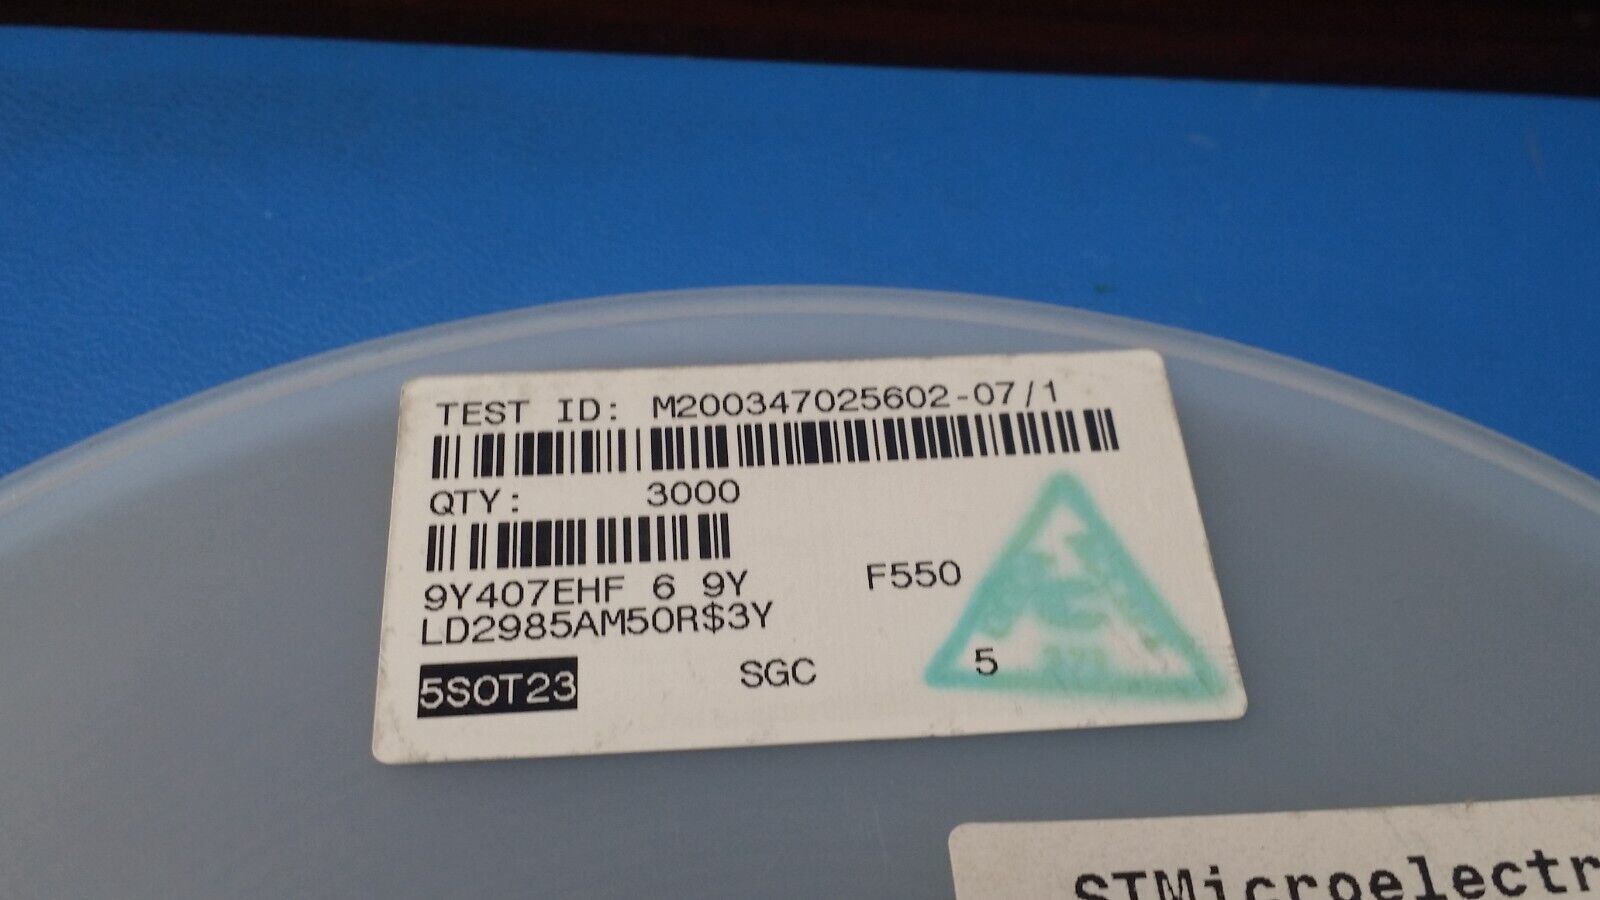 TEST ID: M200347025602-07/1
QTY: 3000
9Y407EHF 6 9Y F550
LD2985AM50R$3Y
5SOT23 SGC 5
STMicroelectr